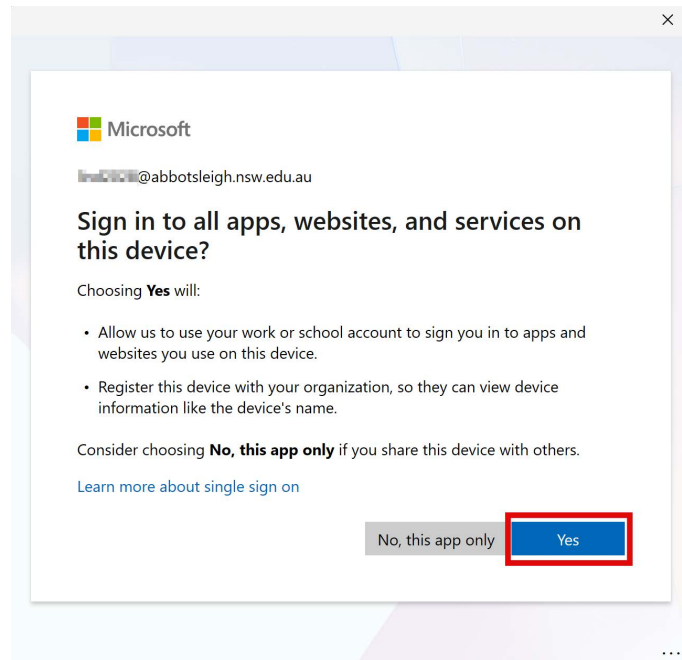 Microsoft
@abbotsleigh.nsw.edu.au
Sign in to all apps, websites, and services on
this device?
Choosing Yes will:
• Allow us to use your work or school account to sign you in to apps and
websites you use on this device.
• Register this device with your organization, so they can view device
information like the device's name.
Consider choosing No, this app only if you share this device with others.
Learn more about single sign on
No, this app only
Yes